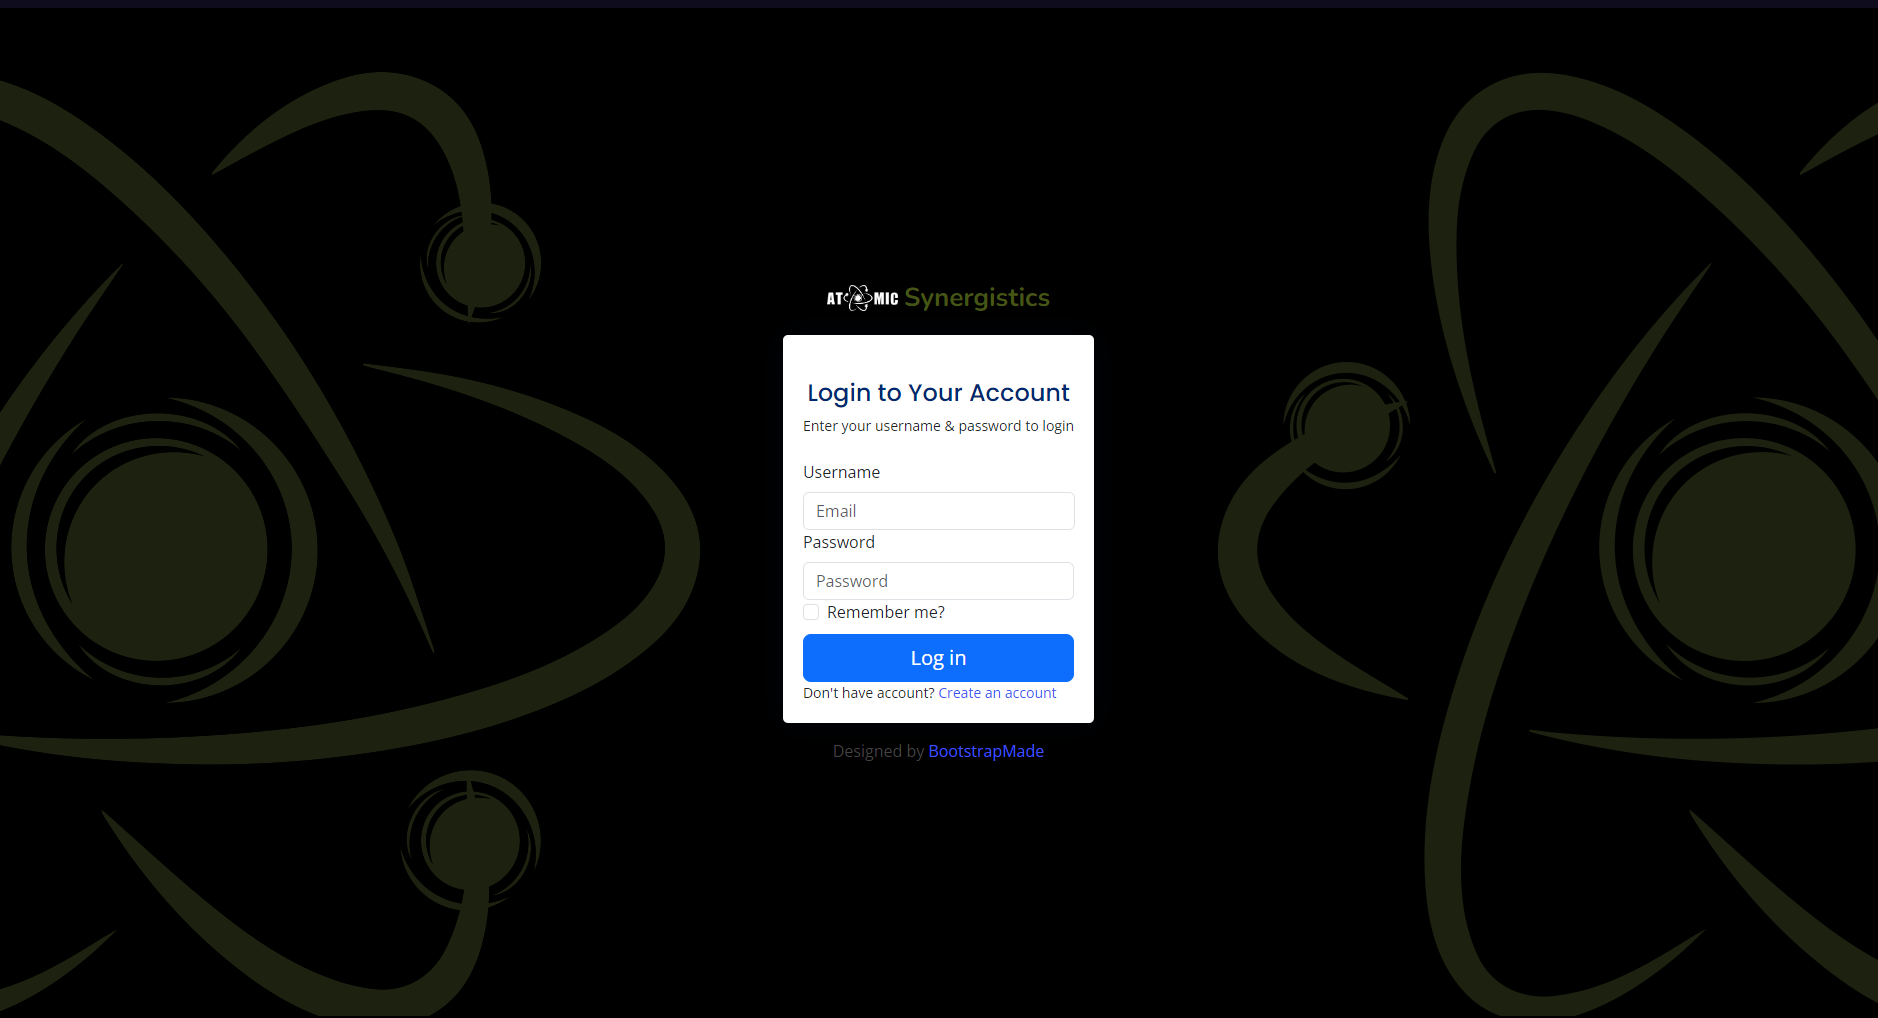 ATOMIC Synergistics
Login to Your Account
Enter your username & password to login
Username
Email
Password
Password
Remember me?
Log in
Don't have account? Create an account
Designed by BootstrapMade